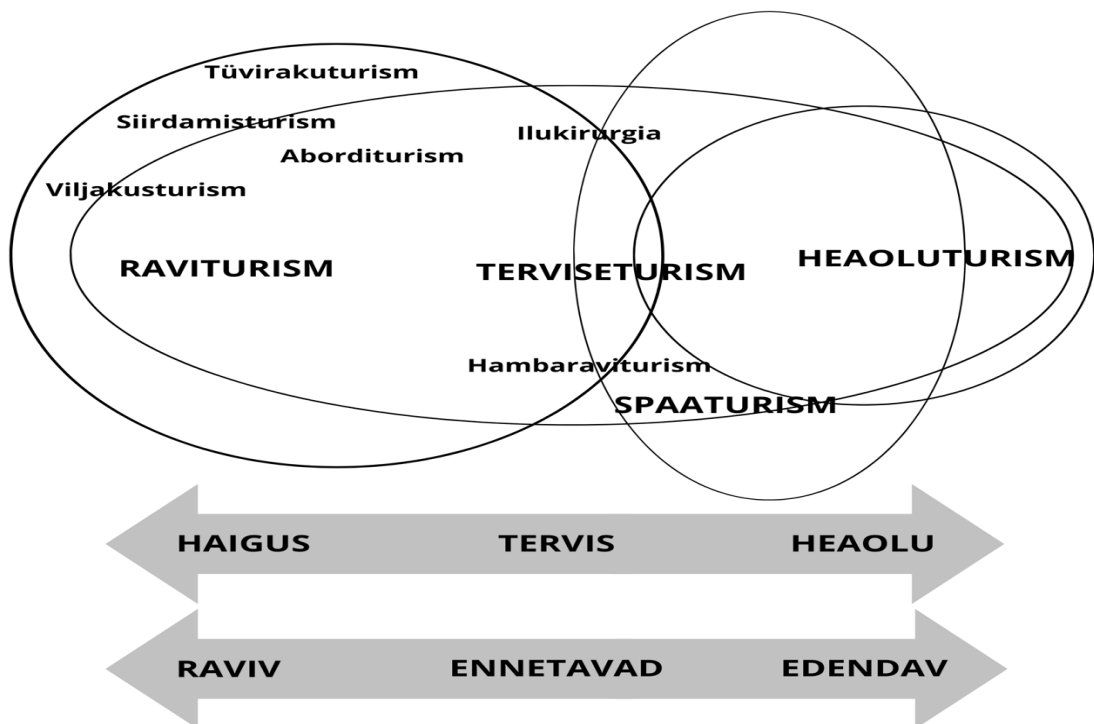 Tüvirakuturism
Siirdamisturism
Ilukirurgia
Aborditurism
Viljakusturism
RAVITURISM
TERVISETURISM
HEAOLUTURISM
Hambaraviturism
SPAATURISM
HAIGUS
TERVIS
HEAOLU
RAVIV
ENNETAVAD
EDENDAV